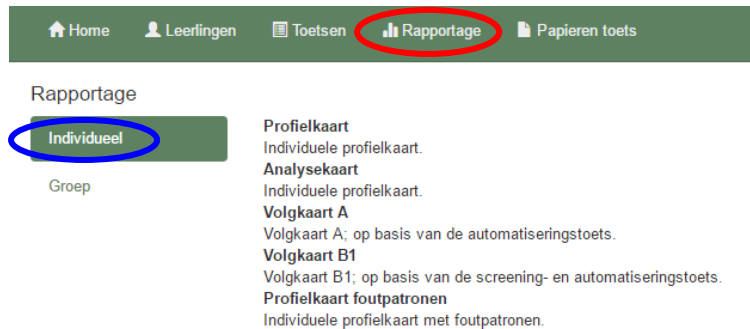 Home Leerlingen Toetsen Rapportage Papieren toets
Rapportage
Individueel
Groep
Profielkaart
Individuele profielkaart.
Analysekaart
Individuele profielkaart.
Volgkaart A
Volgkaart A; op basis van de automatiseringstoets.
Volgkaart B1
Volgkaart B1; op basis van de screening- en automatiseringstoets.
Profielkaart foutpatronen
Individuele profielkaart met foutpatronen.